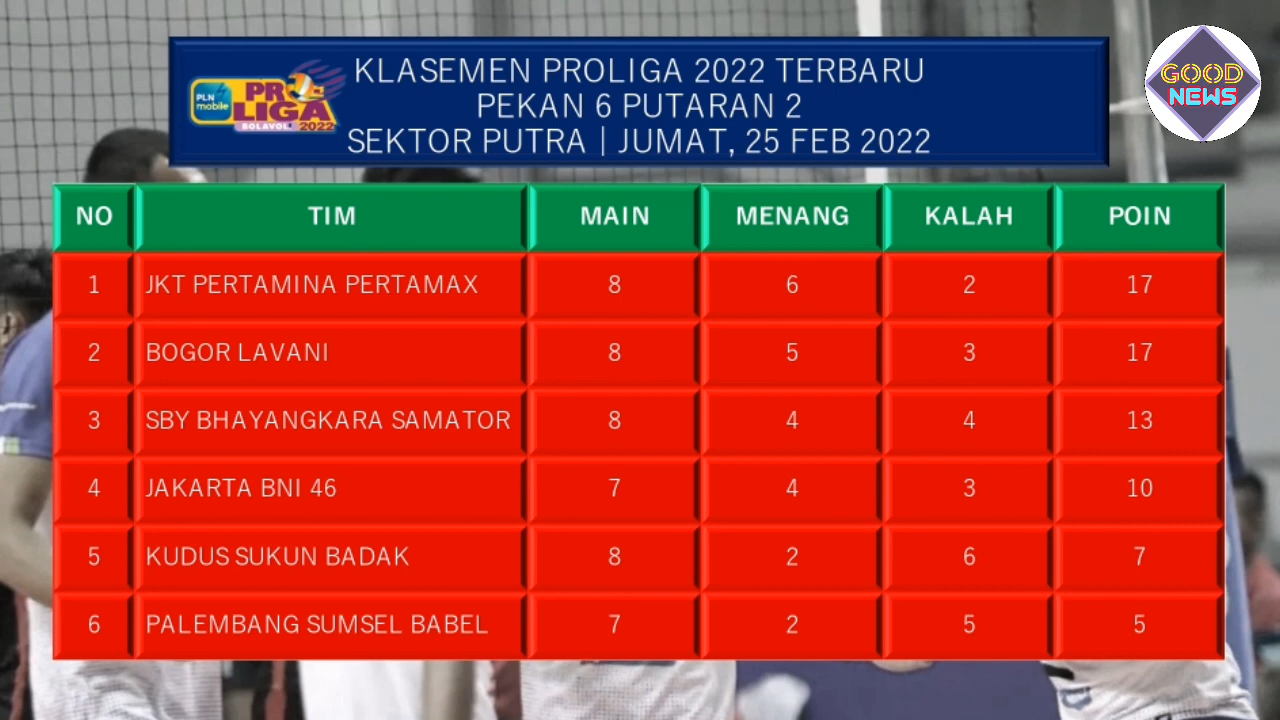 KLASEMEN PROLIGA 2022 TERBARU
PEKAN 6 PUTARAN 2
SEKTOR PUTRA | JUMAT, 25 FEB 2022
PLN mobile
PROLIGA
BOLAVOLI 2022
GOOD
NEWS
NO TIM MAIN MENANG KALAH POIN
1 JKT PERTAMINA PERTAMAX 8 6 2 17
2 BOGOR LAVANI 8 5 3 17
3 SBY BHAYANGKARA SAMATOR 8 4 4 13
4 JAKARTA BNI 46 7 4 3 10
5 KUDUS SUKUN BADAK 8 2 6 7
6 PALEMBANG SUMSEL BABEL 7 2 5 5